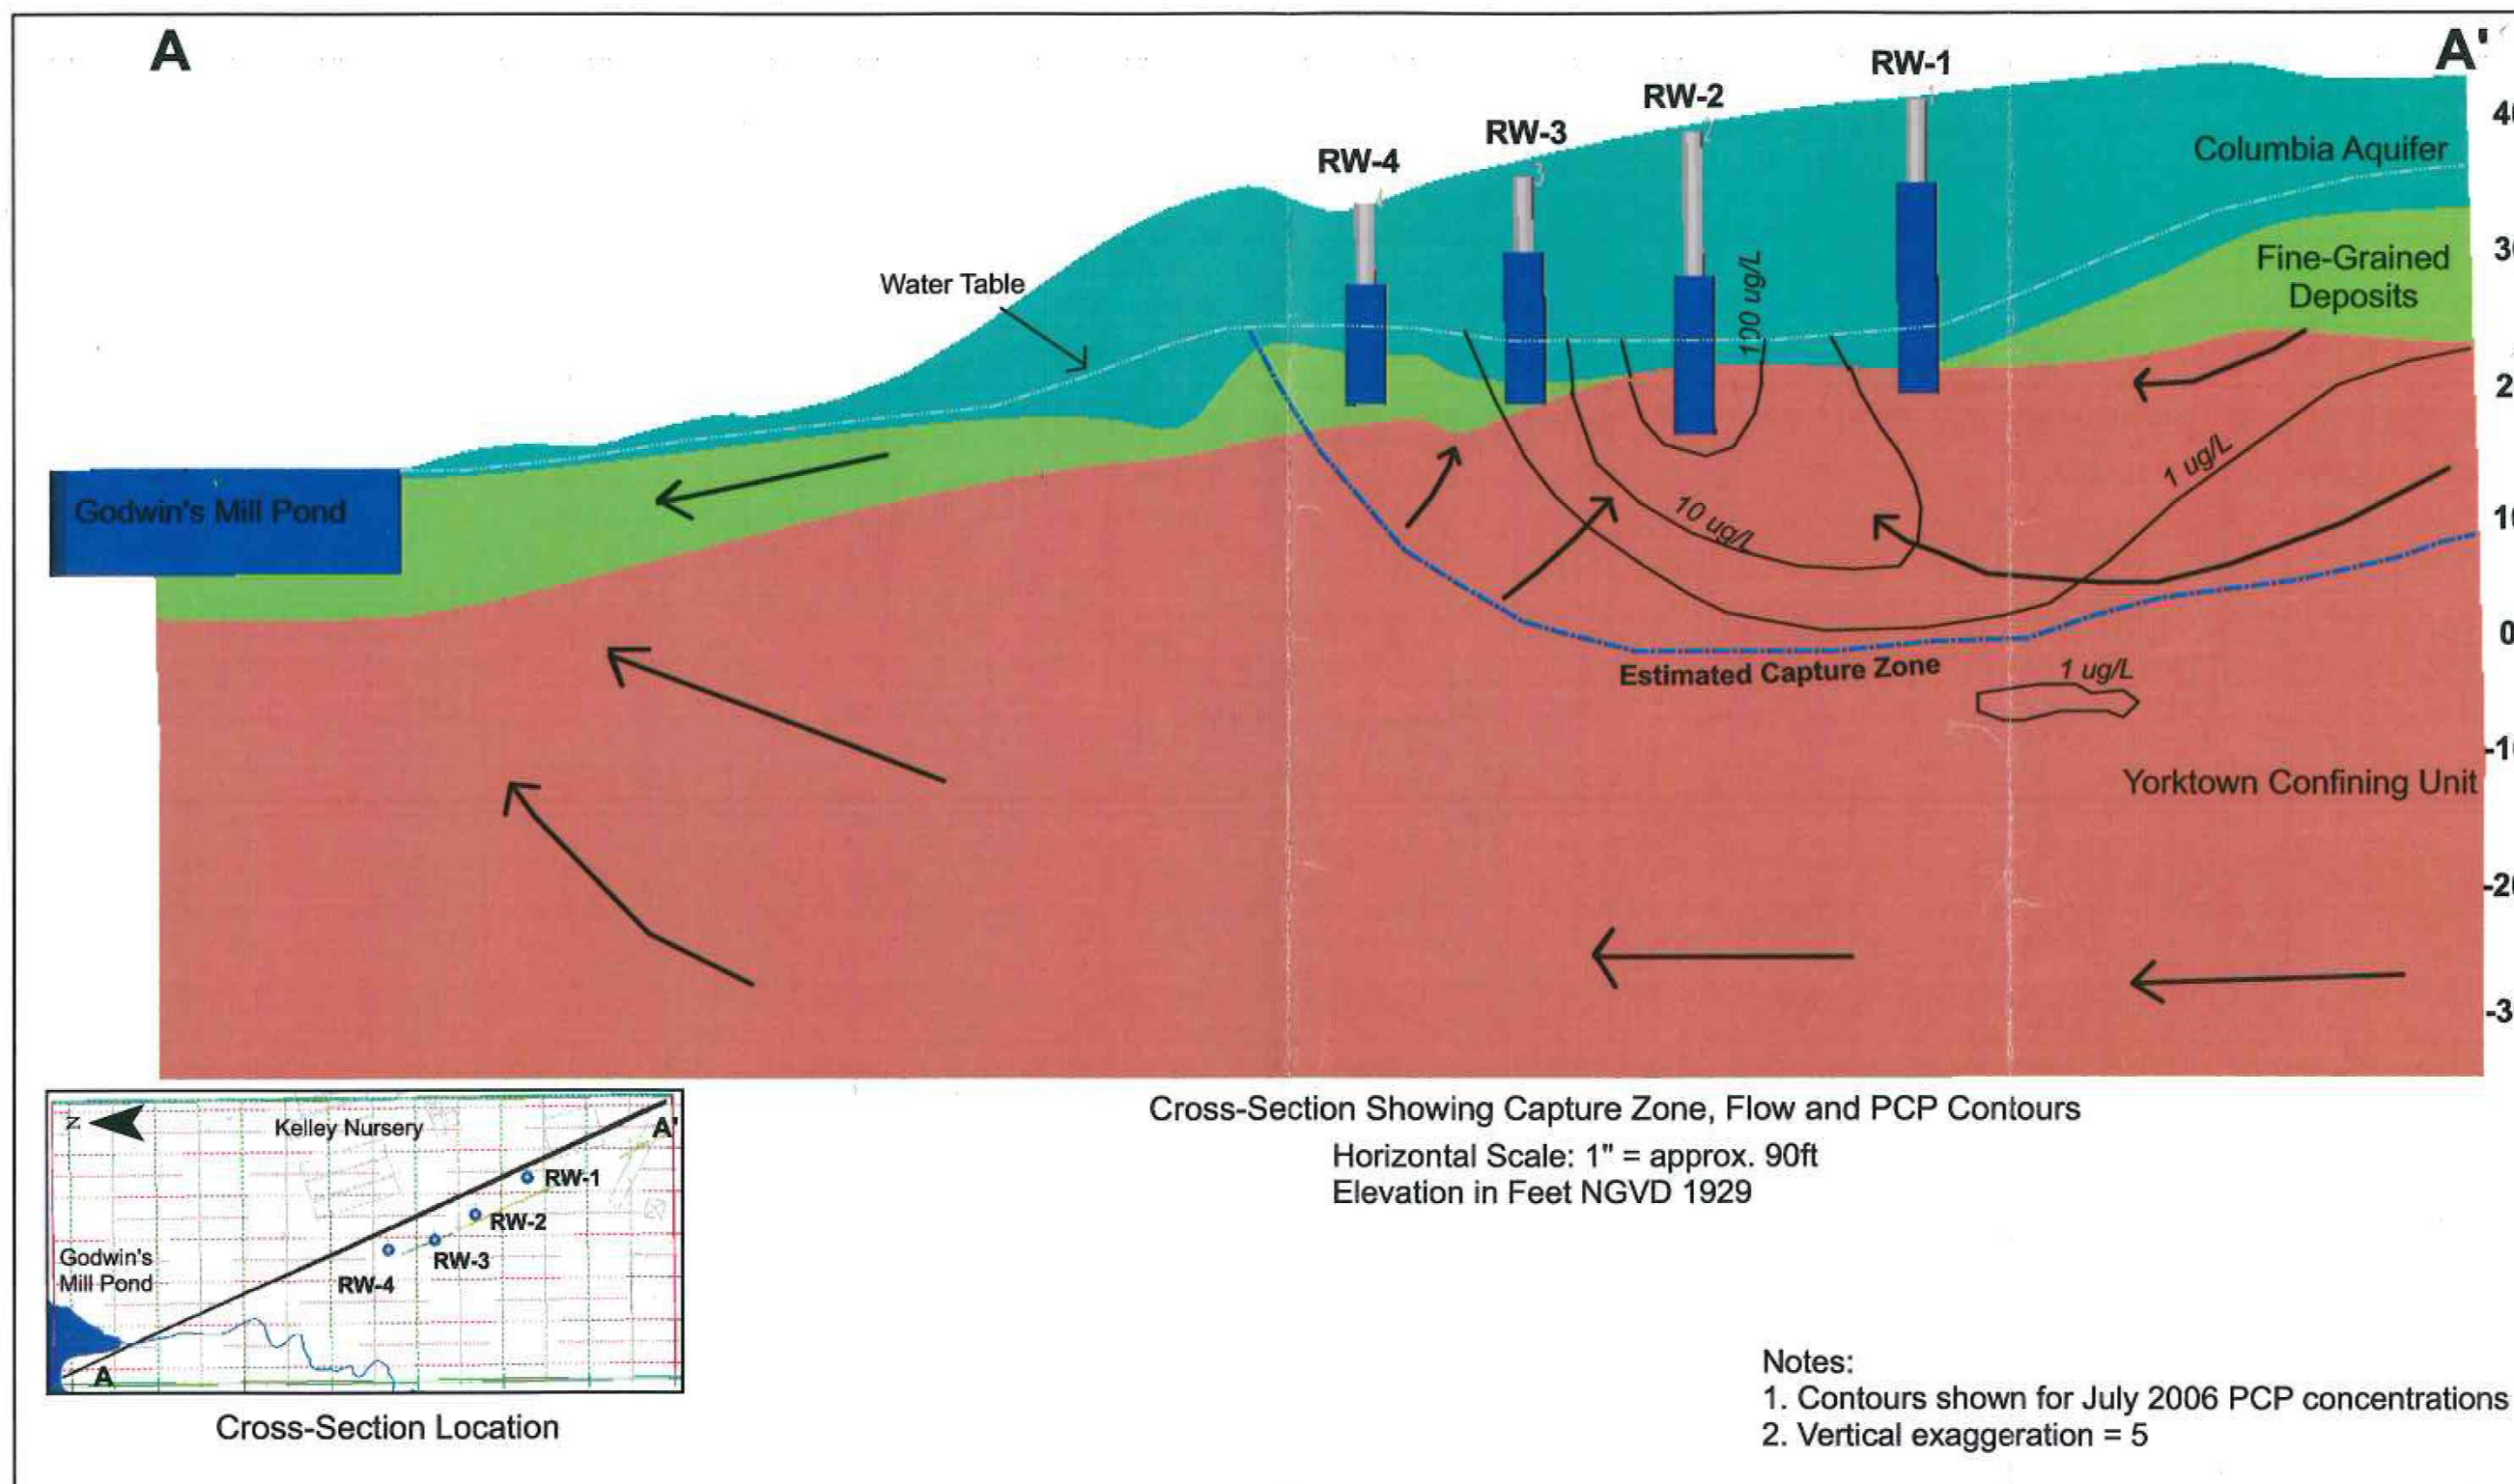 A
A'
RW-1
RW-2
RW-3
RW-4
Columbia Aquifer
Water Table
Fine-Grained
Deposits
100 ug/L
1 ug/L
10 ug/L
Godwin's Mill Pond
Estimated Capture Zone
1 ug/L
Yorktown Confining Unit
0
Cross-Section Showing Capture Zone, Flow and PCP Contours
Horizontal Scale: 1" = approx. 90ft
Elevation in Feet NGVD 1929
N
Kelley Nursery
A'
RW-1
RW-2
RW-3
RW-4
Godwin's
Mill Pond
A
Cross-Section Location
Notes:
1. Contours shown for July 2006 PCP concentrations
2. Vertical exaggeration = 5